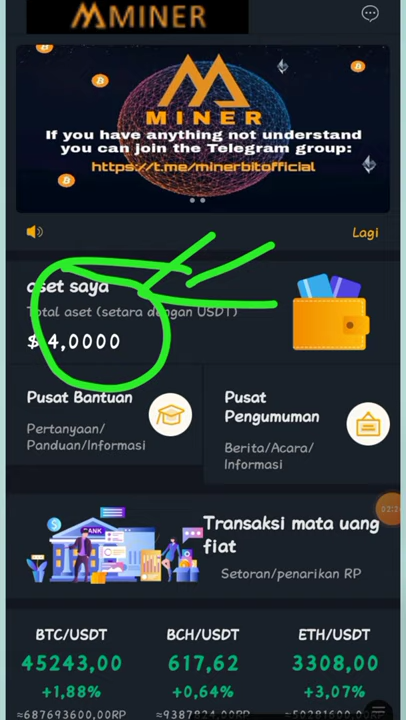 MINER
MINER
If you have anything not understand
you can join the Telegram group:
https://t.me/minerbitofficial
Lagi
aset saya
Total aset (setara dengan USDT)
$ 4,0000
Pusat Bantuan
Pertanyaan/
Panduan/Informasi
Pusat
Pengumuman
Berita/Acara/
Informasi
BANK
Transaksi mata uang
fiat
Setoran/penarikan RP
BTC/USDT
BCH/USDT
ETH/USDT
45243,00
617,62
3308,00
+1,88%
+0,64%
+3,07%
≈687693600,00RP